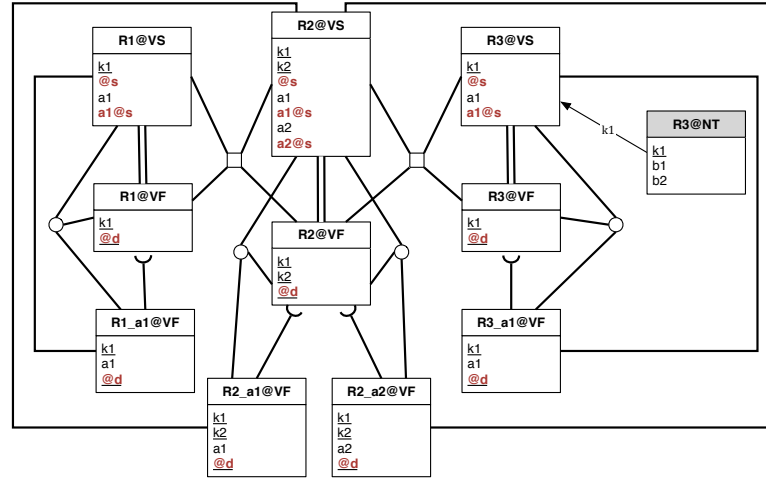 R1@VS
k1
@s
a1
a1@s
R2@VS
k1
k2
@s
a1
a1@s
a2
a2@s
R3@VS
k1
@s
a1
a1@s
k1
R3@NT
k1
b1
b2
R1@VF
k1
@d
R2@VF
k1
k2
@d
R3@VF
k1
@d
R1_a1@VF
k1
a1
@d
R3_a1@VF
k1
a1
@d
R2_a1@VF
k1
k2
a1
@d
R2_a2@VF
k1
k2
a2
@d